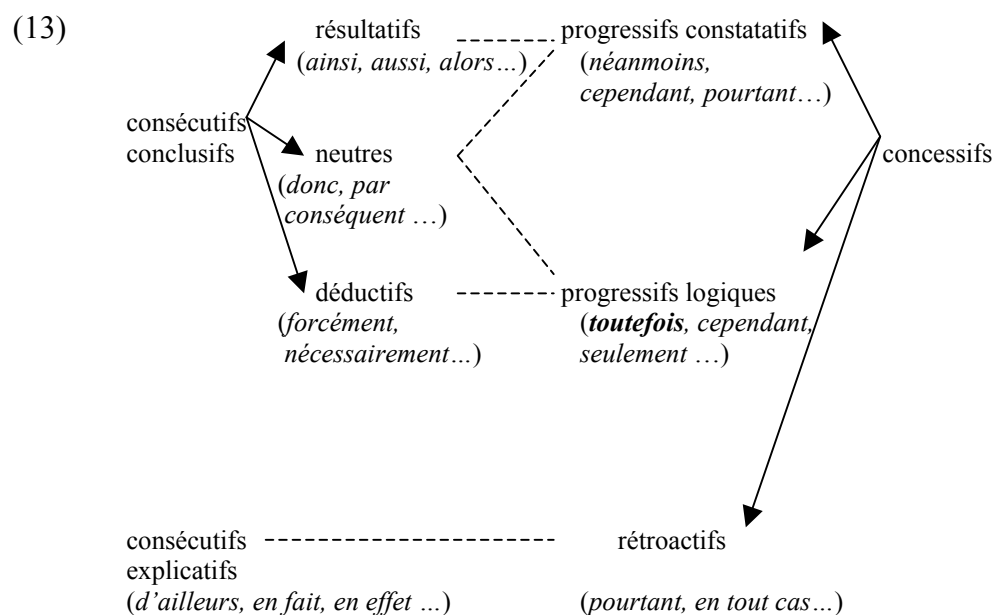 (13)
résultatifs
(ainsi, aussi, alors…)
progressifs constatatifs
(néanmoins,
cependant, pourtant…)
consécutifs
conclusifs
neutres
(donc, par
conséquent …)
concessifs
déductifs
(forcément,
nécessairement…)
progressifs logiques
(toutefois, cependant,
seulement …)
consécutifs
explicatifs
(d'ailleurs, en fait, en effet …)
rétroactifs
(pourtant, en tout cas…)